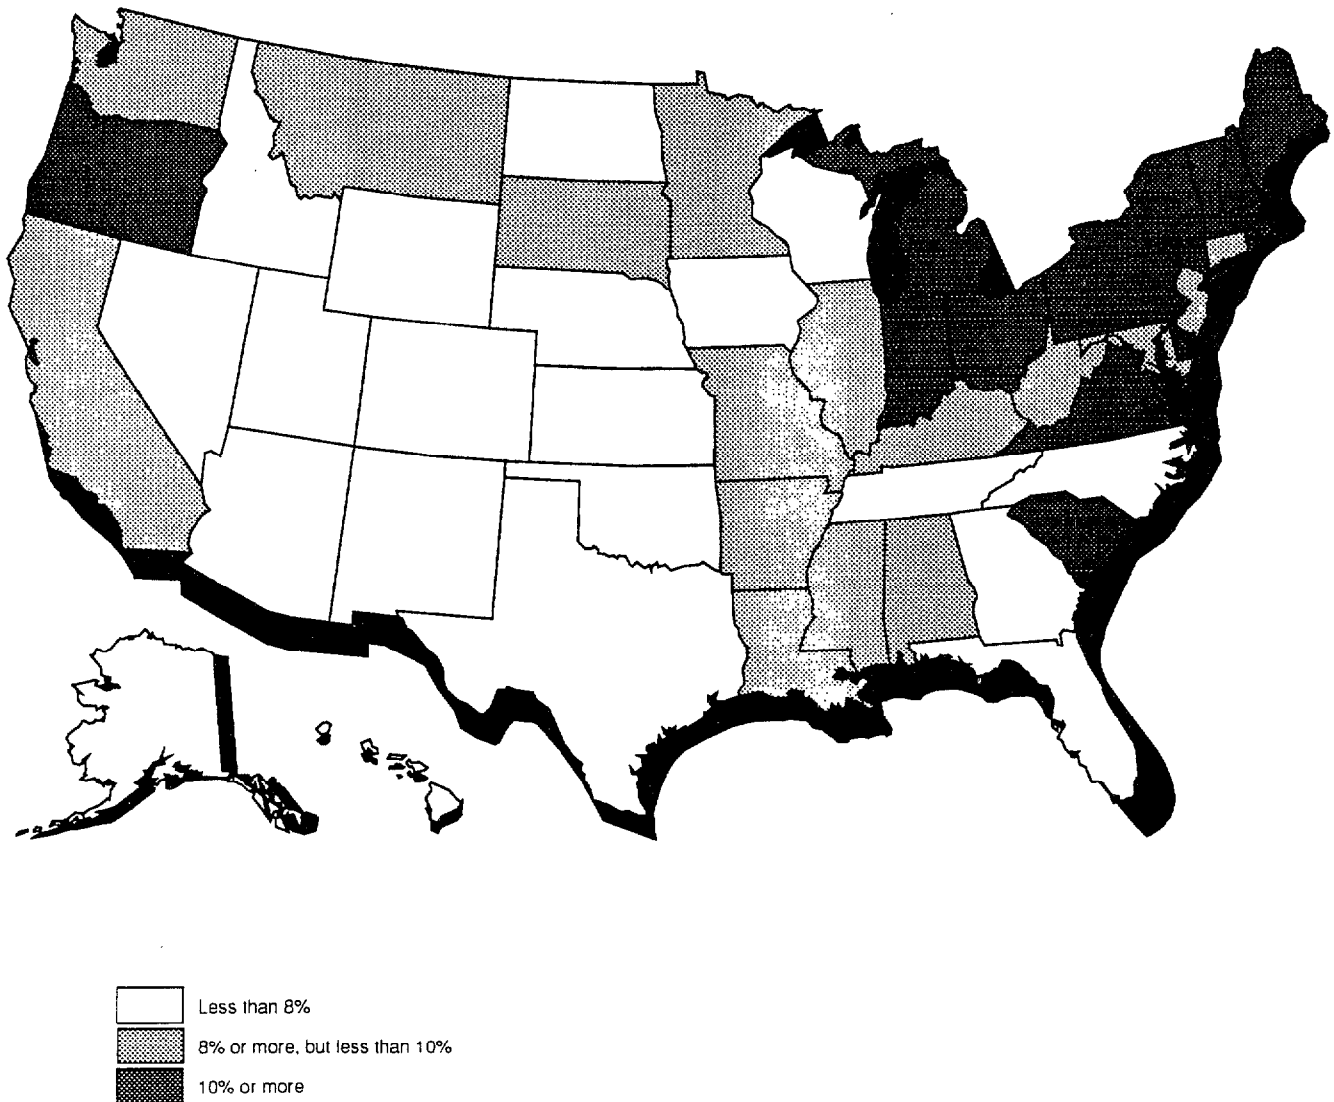 Less than 8%
8% or more, but less than 10%
10% or more